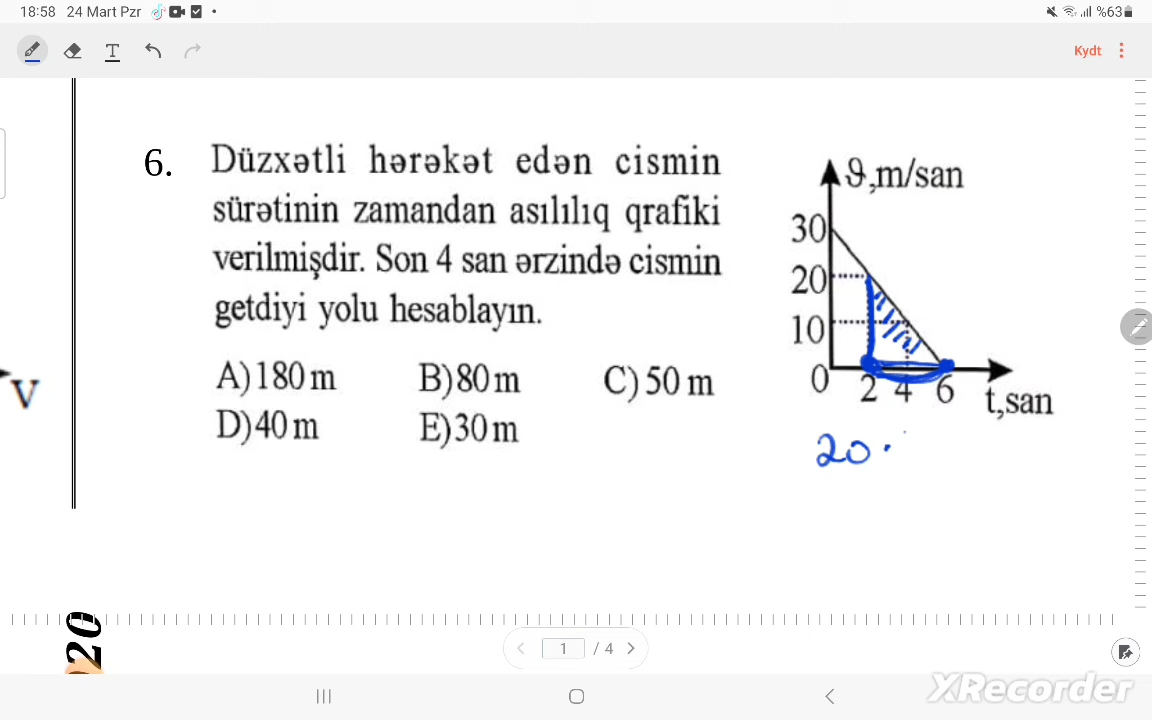 18:58 24 Mart Pzr • %63
T Kydt
6. Düzxətli hərəkət edən cismin
sürətinin zamandan asılılıq qrafiki
verilmişdir. Son 4 san ərzində cismin
getdiyi yolu hesablayın.
A)180 m B)80 m C)50 m
D)40 m E)30 m
ϑ,m/san
30
20
10
0 2 4 6 t,san
20 ·
V
20
1 / 4
XRecorder